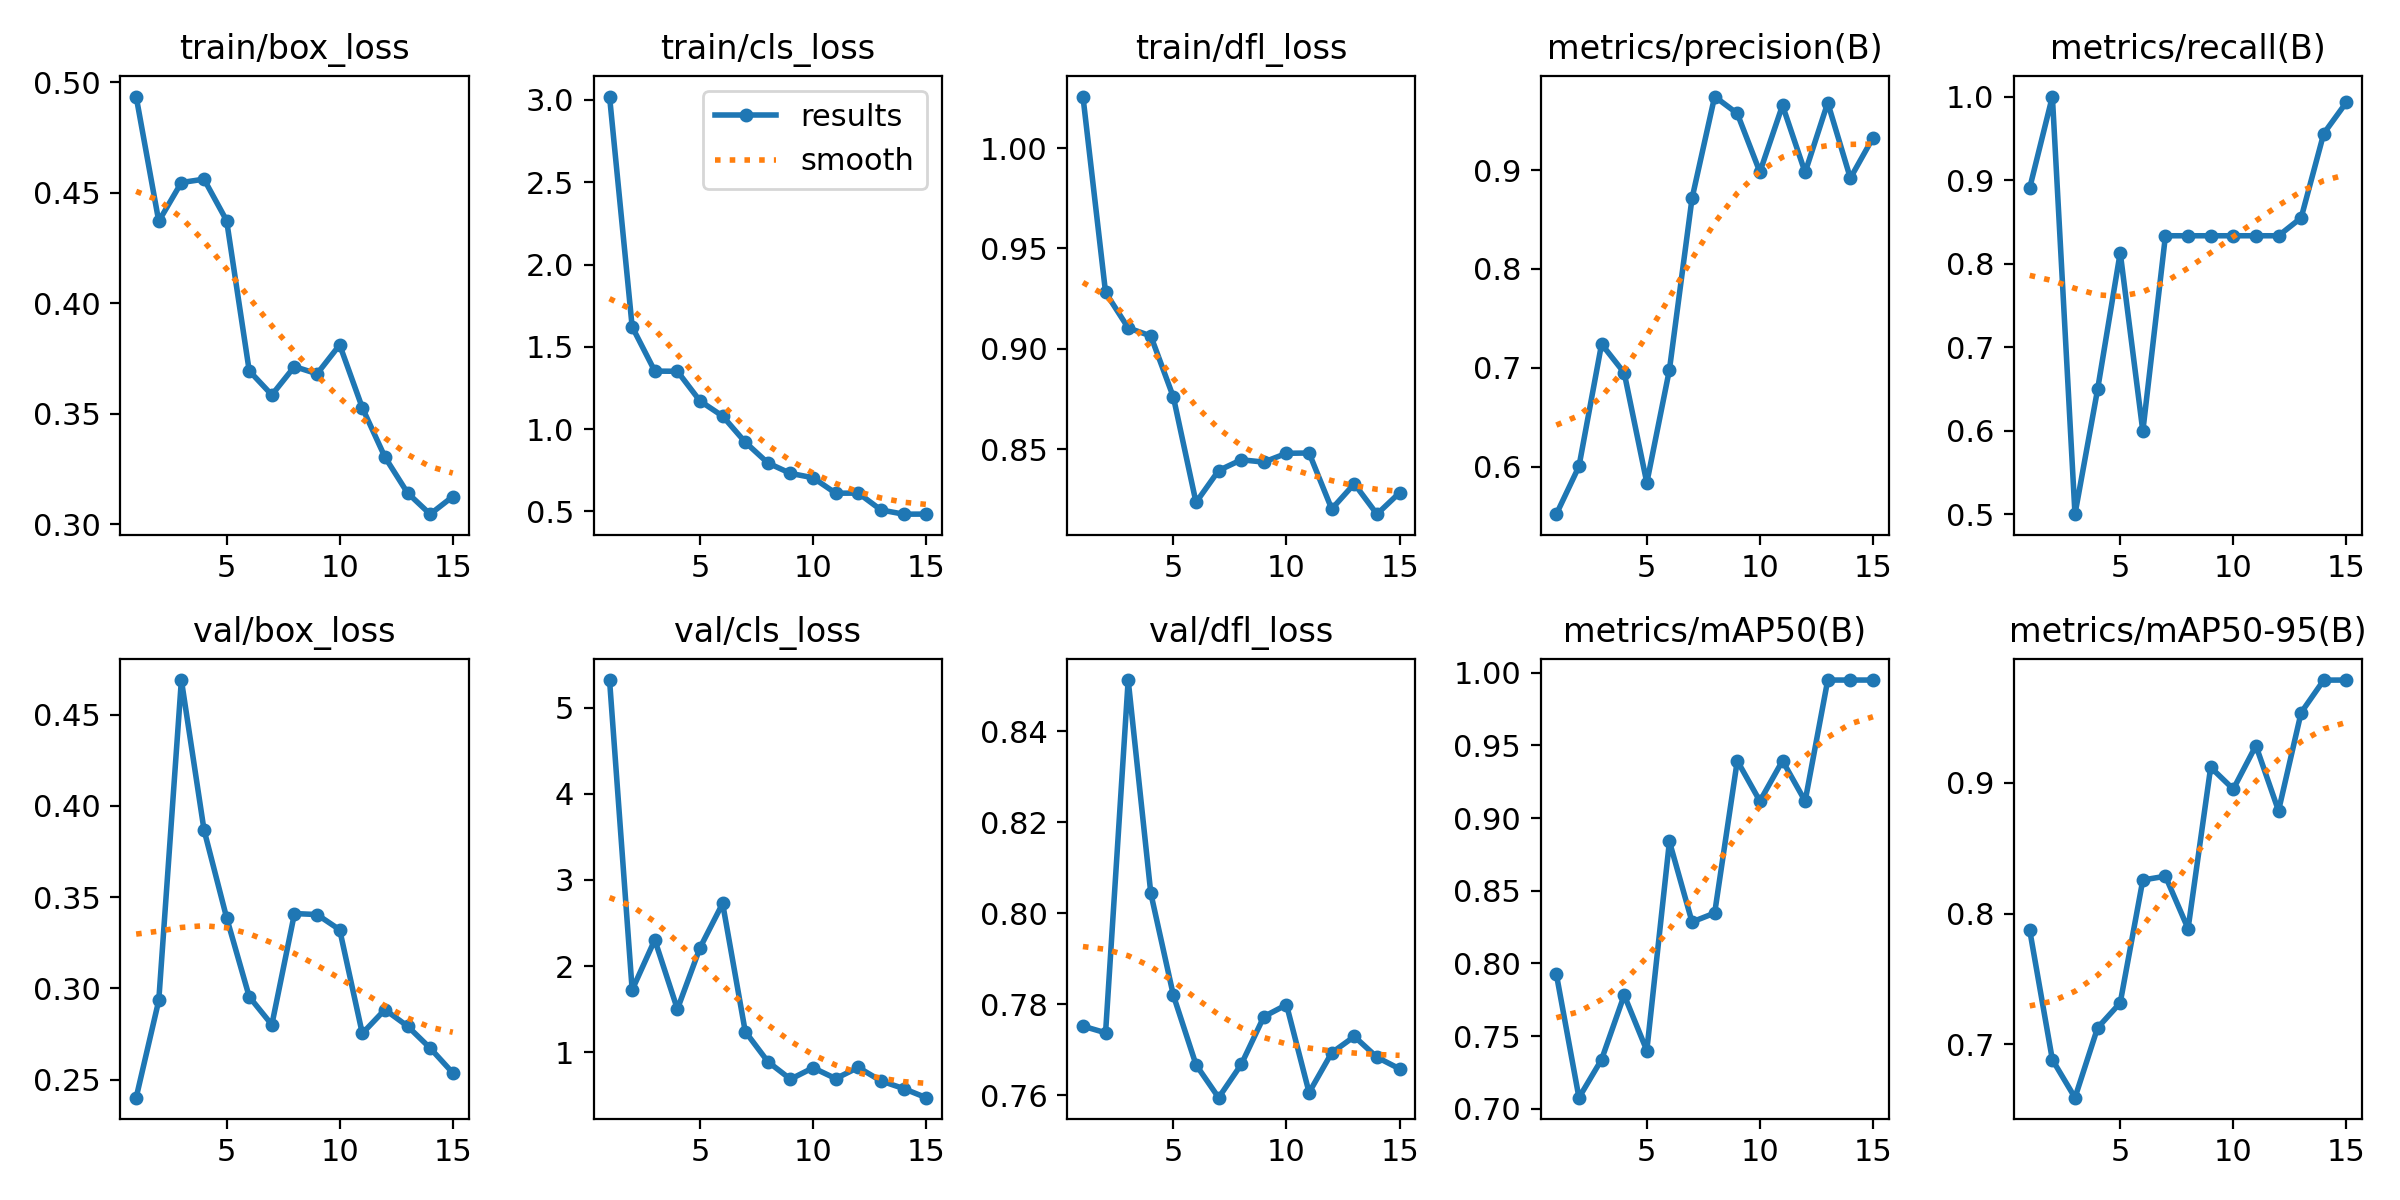 train/box_loss
0.50
0.45
0.40
0.35
0.30
5 10 15
train/cls_loss
results
smooth
3.0
2.5
2.0
1.5
1.0
0.5
5 10 15
train/dfl_loss
1.00
0.95
0.90
0.85
5 10 15
metrics/precision(B)
0.9
0.8
0.7
0.6
5 10 15
metrics/recall(B)
1.0
0.9
0.8
0.7
0.6
0.5
5 10 15
val/box_loss
0.45
0.40
0.35
0.30
0.25
5 10 15
val/cls_loss
5
4
3
2
1
5 10 15
val/dfl_loss
0.84
0.82
0.80
0.78
0.76
5 10 15
metrics/mAP50(B)
1.00
0.95
0.90
0.85
0.80
0.75
0.70
5 10 15
metrics/mAP50-95(B)
0.9
0.8
0.7
5 10 15